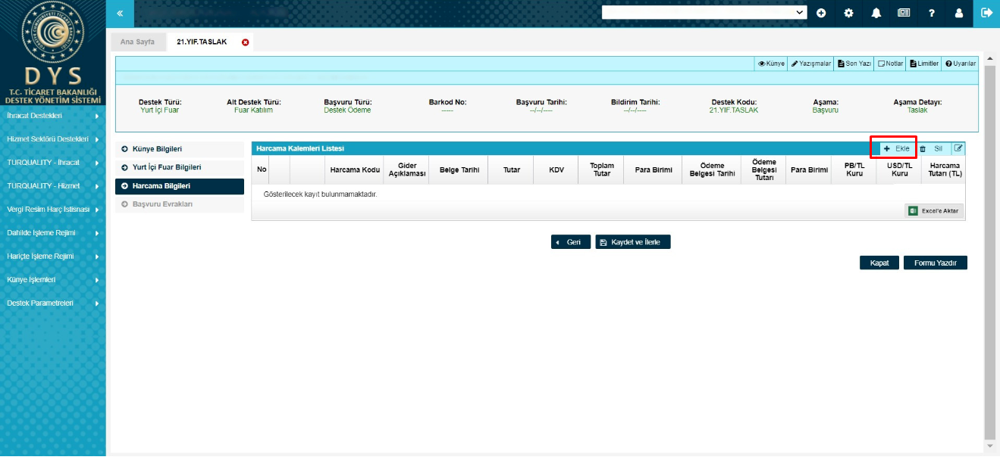 DYS
T.C. TİCARET BAKANLIĞI
DESTEK YÖNETİM SİSTEMİ
İhracat Destekleri
Hizmet Sektörü Destekleri
TURQUALITY - İhracat
TURQUALITY - Hizmet
Vergi Resim Harç İstisnası
Dahilde İşleme Rejimi
Hariçte İşleme Rejimi
Künye İşlemleri
Destek Parametreleri
Ana Sayfa
21.YIF.TASLAK
Künye Yazışmalar Son Yazı Notlar Limitler Uyarılar
Destek Türü: Alt Destek Türü: Başvuru Türü: Barkod No: Başvuru Tarihi: Bildirim Tarihi: Destek Kodu: Aşama: Aşama Detayı:
Yurt İçi Fuar Fuar Katılım Destek Ödeme ----- --/--/---- --/--/---- 21.YIF.TASLAK Başvuru Taslak
Künye Bilgileri
Yurt İçi Fuar Bilgileri
Harcama Bilgileri
Başvuru Evrakları
Harcama Kalemleri Listesi
Ekle Sil
No Harcama Kodu Gider Açıklaması Belge Tarihi Tutar KDV Toplam Tutar Para Birimi Ödeme Belgesi Tarihi Ödeme Belgesi Tutarı Para Birimi PB/TL Kuru USD/TL Kuru Harcama Tutarı (TL)
Gösterilecek kayıt bulunmamaktadır.
Excel'e Aktar
Geri Kaydet ve İlerle
Kapat Formu Yazdır